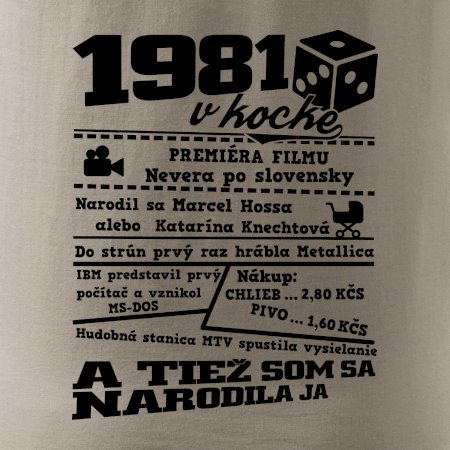 1981
v kocke
PREMIÉRA FILMU
Nevera po slovensky
Narodil sa Marcel Hossa
alebo Katarína Knechtová
Do strún prvý raz hrábla Metallica
IBM predstavil prvý
počítač a vznikol
MS-DOS
Nákup:
CHLIEB ... 2,80 KČS
PIVO ... 1,60 KČS
Hudobná stanica MTV spustila vysielanie
A TIEŽ SOM SA
NARODILA JA